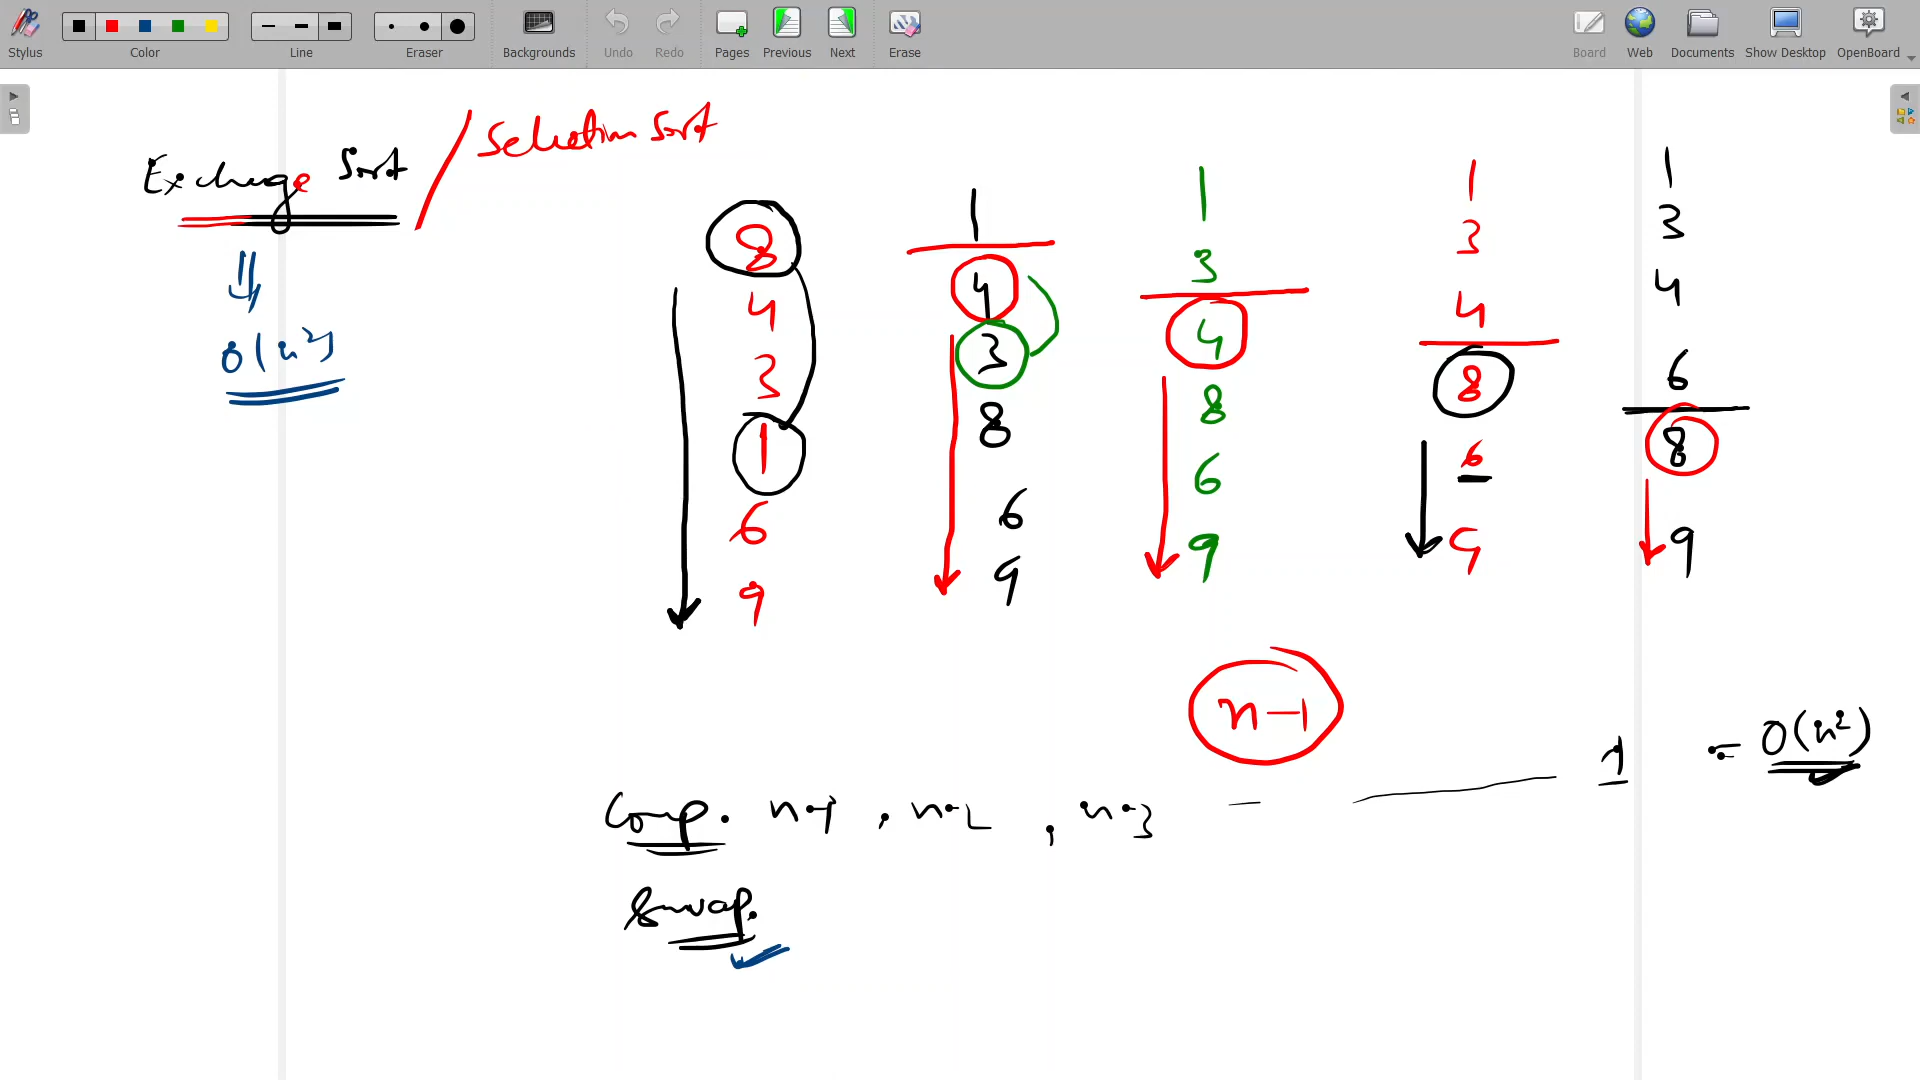 Stylus Color Line Eraser Backgrounds Undo Redo Pages Previous Next Erase Board Web Documents Show Desktop OpenBoard
Exchange Sort / Selection Sort
O(n²)
8 4 3 1 6 9
1 4 3 8 6 9
1 3 4 8 6 9
1 3 4 8 6 9
1 3 4 6 8 9
n-1
Comp. n-1, n-2, n-3 — — 1 = O(n²)
Swap.